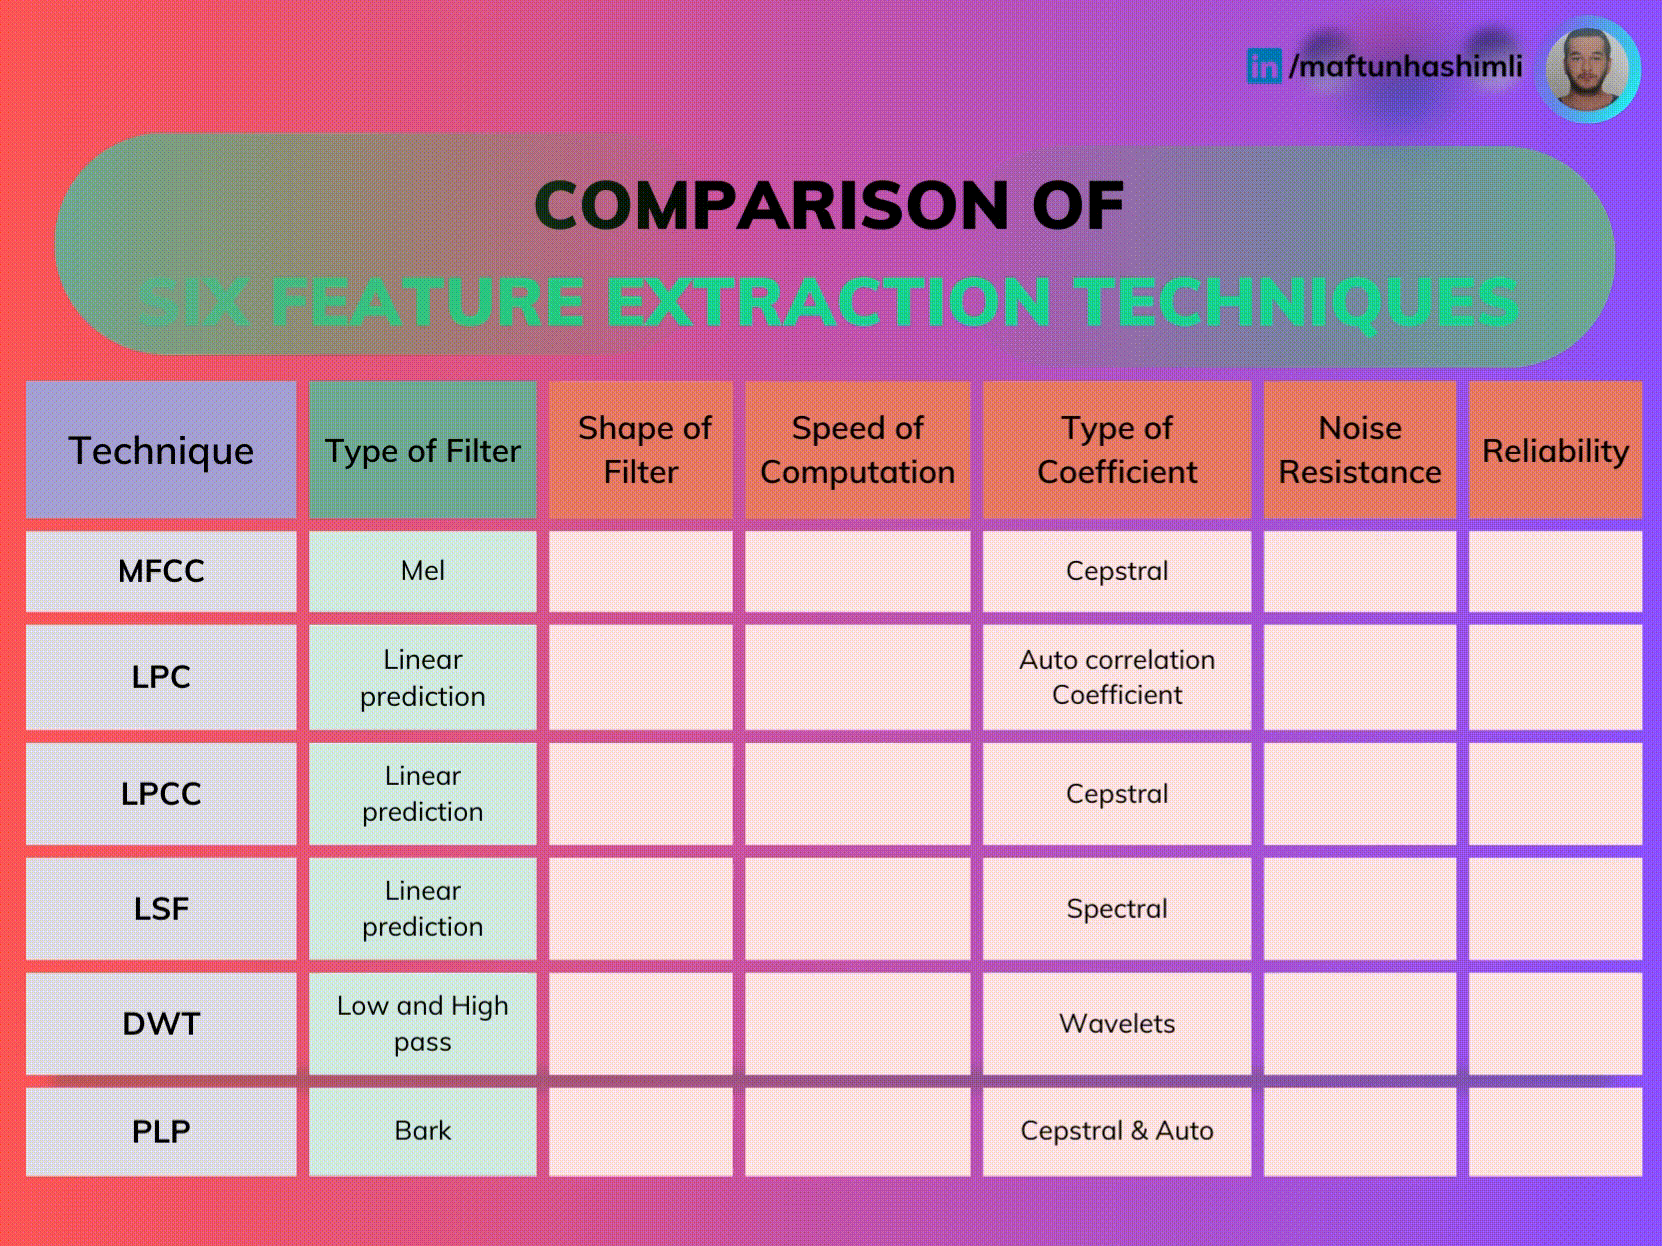 in /maftunhashimli
COMPARISON OF
SIX FEATURE EXTRACTION TECHNIQUES
Technique
Type of Filter
Shape of
Filter
Speed of
Computation
Type of
Coefficient
Noise
Resistance
Reliability
MFCC
Mel
Cepstral
LPC
Linear
prediction
Auto correlation
Coefficient
LPCC
Linear
prediction
Cepstral
LSF
Linear
prediction
Spectral
DWT
Low and High
pass
Wavelets
PLP
Bark
Cepstral & Auto